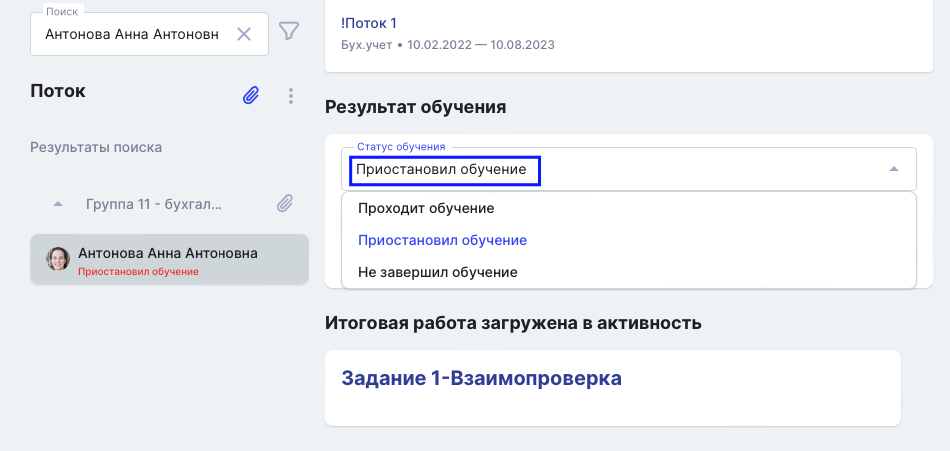 Поиск
Антонова Анна Антоновн
Поток
Результаты поиска
Группа 11 - бухгал...
Антонова Анна Антоновна
Приостановил обучение
!Поток 1
Бух.учет • 10.02.2022 — 10.08.2023
Результат обучения
Статус обучения
Приостановил обучение
Проходит обучение
Приостановил обучение
Не завершил обучение
Итоговая работа загружена в активность
Задание 1-Взаимопроверка